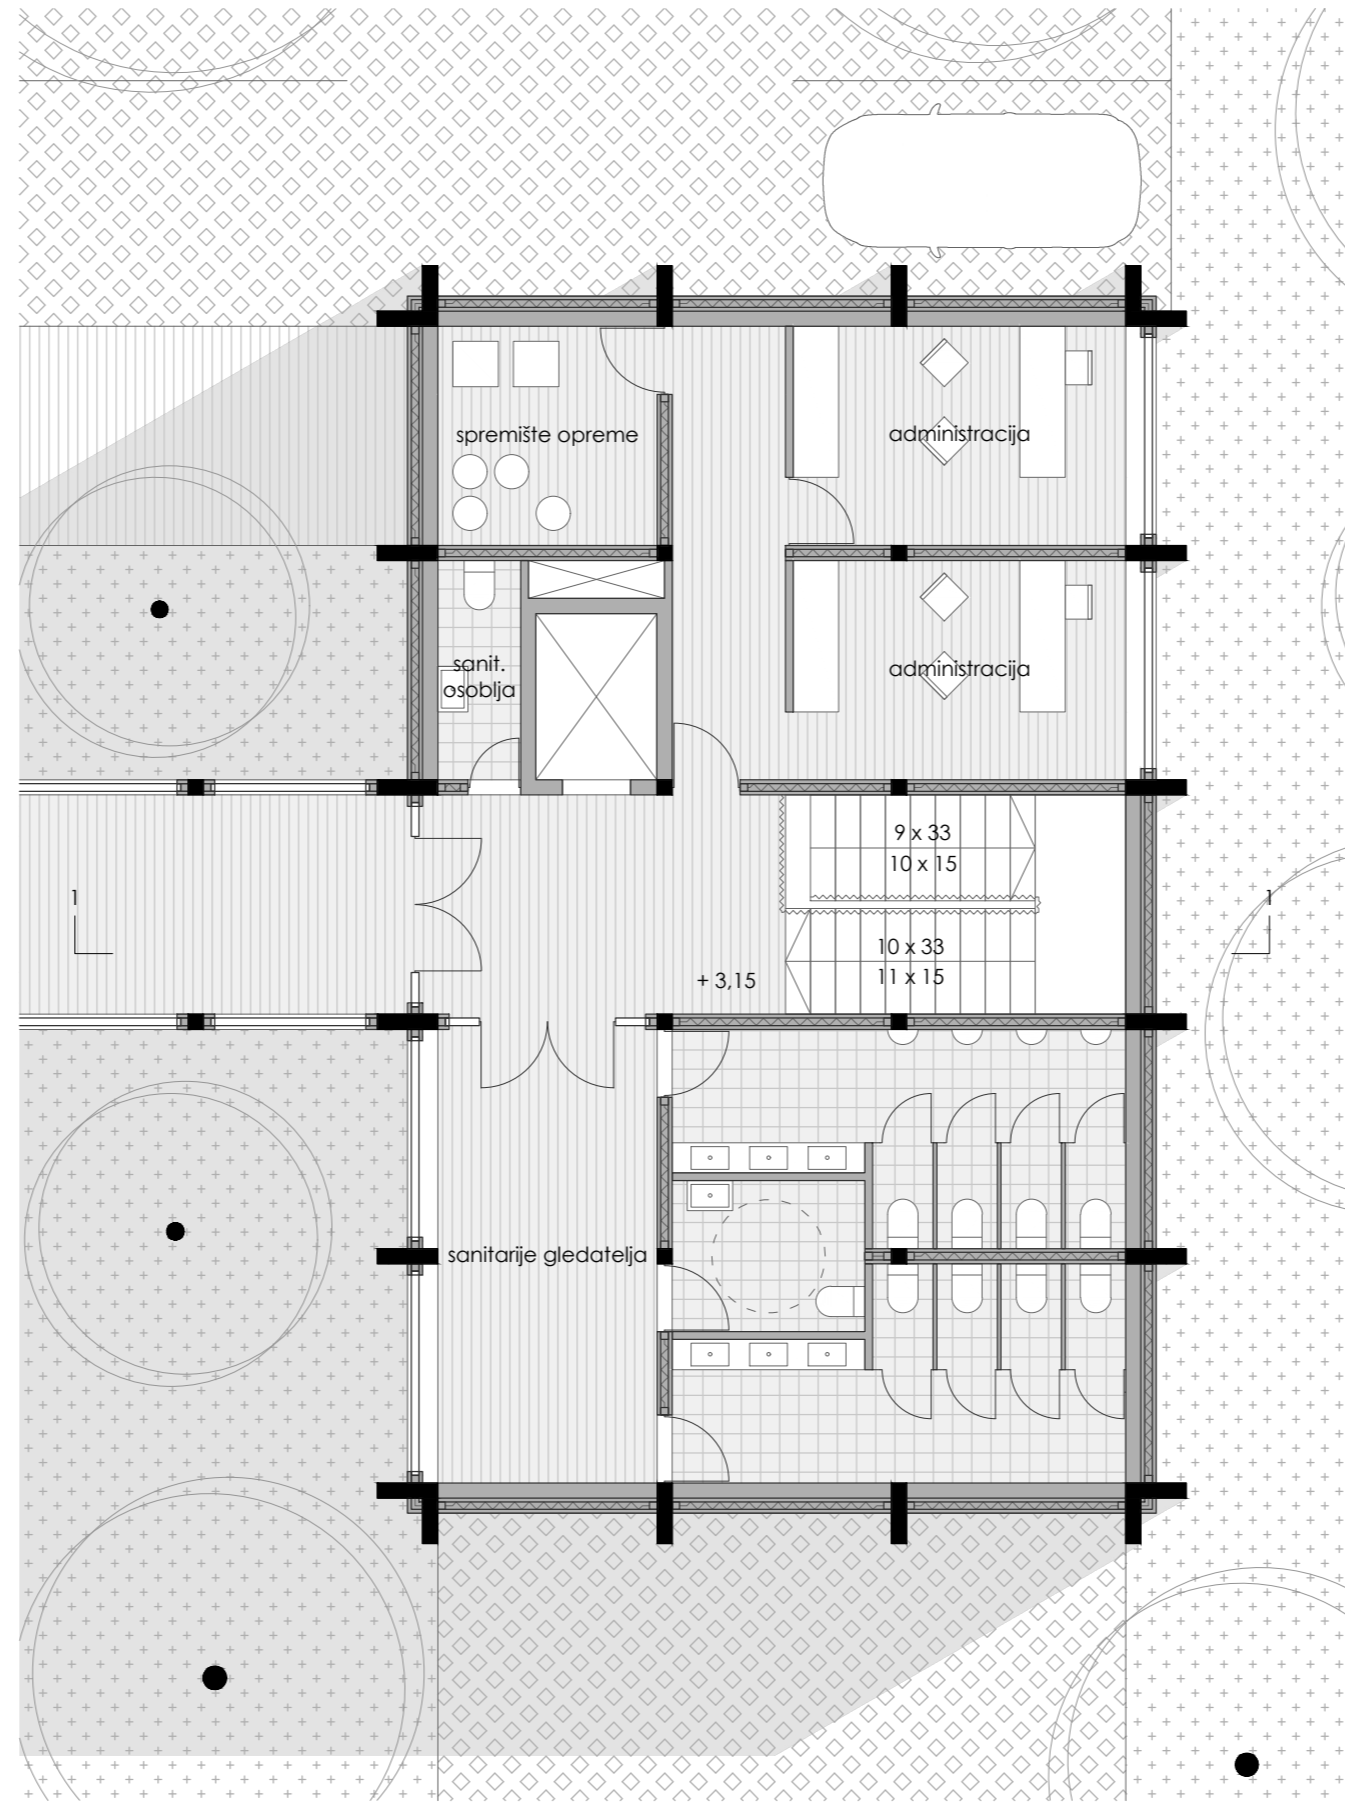 spremište opreme
administracija
sanit.
osoblja
administracija
9 x 33
10 x 15
1
1
10 x 33
11 x 15
+ 3,15
sanitarije gledatelja